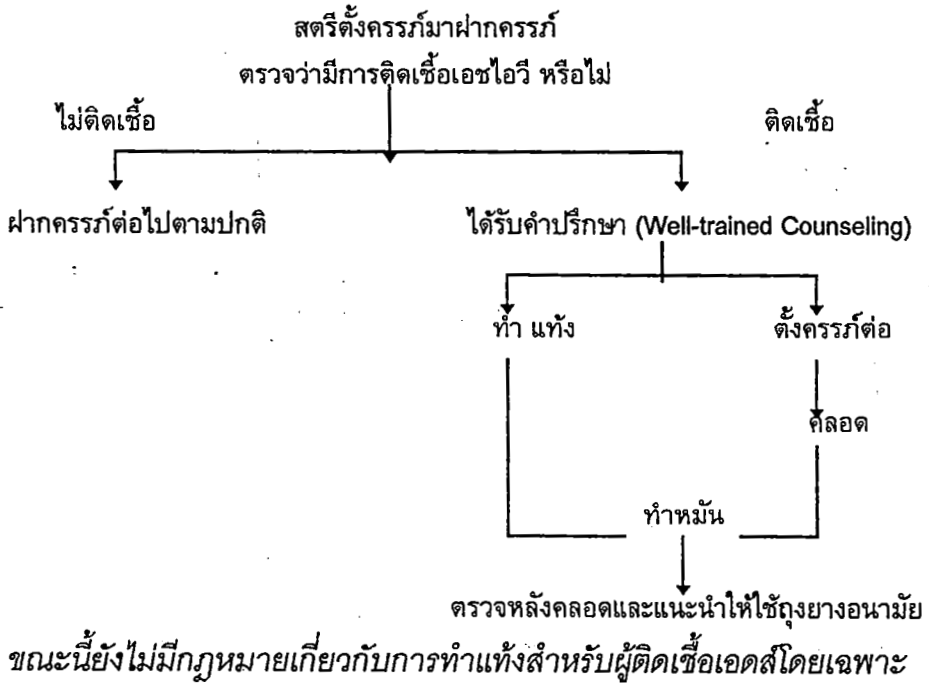 สตรีตั้งครรภ์มาฝากครรภ์
ตรวจว่ามีการติดเชื้อเอชไอวี หรือไม่
ไม่ติดเชื้อ
ติดเชื้อ
ฝากครรภ์ต่อไปตามปกติ
ได้รับคำปรึกษา (Well-trained Counseling)
ทำ แท้ง
ตั้งครรภ์ต่อ
คลอด
ทำหมัน
ตรวจหลังคลอดและแนะนำให้ใช้ถุงยางอนามัย
ขณะนี้ยังไม่มีกฎหมายเกี่ยวกับการทำแท้งสำหรับผู้ติดเชื้อเอดส์โดยเฉพาะ